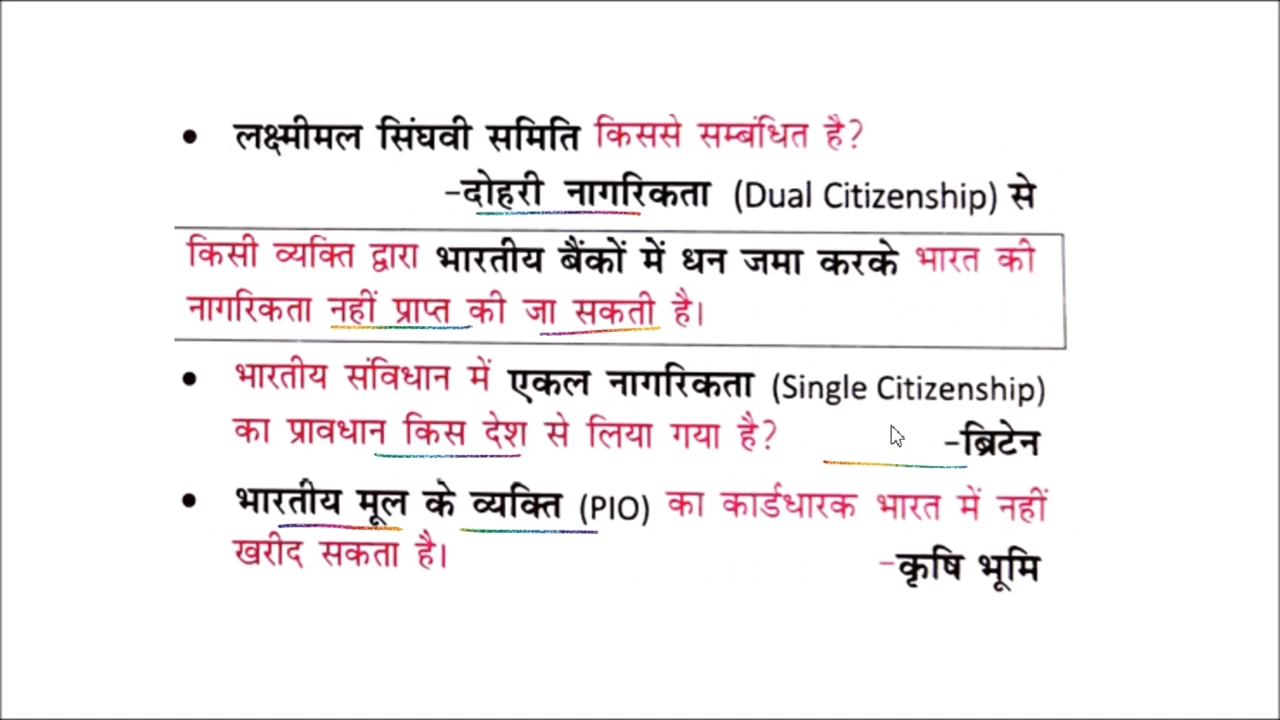 • लक्ष्मीमल सिंघवी समिति किससे सम्बंधित है?
-दोहरी नागरिकता (Dual Citizenship) से
किसी व्यक्ति द्वारा भारतीय बैंकों में धन जमा करके भारत की
नागरिकता नहीं प्राप्त की जा सकती है।
• भारतीय संविधान में एकल नागरिकता (Single Citizenship)
का प्रावधान किस देश से लिया गया है? -ब्रिटेन
• भारतीय मूल के व्यक्ति (PIO) का कार्डधारक भारत में नहीं
खरीद सकता है। -कृषि भूमि